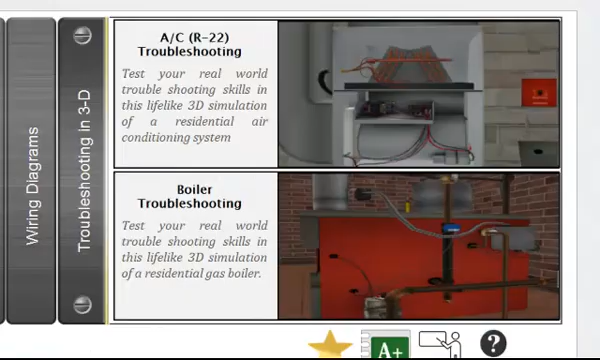 Wiring Diagrams
Troubleshooting in 3-D
A/C (R-22)
Troubleshooting
Test your real world
trouble shooting skills in
this lifelike 3D simulation
of a residential air
conditioning system
Boiler
Troubleshooting
Test your real world
trouble shooting skills in
this lifelike 3D simulation
of a residential gas boiler.
A+
?